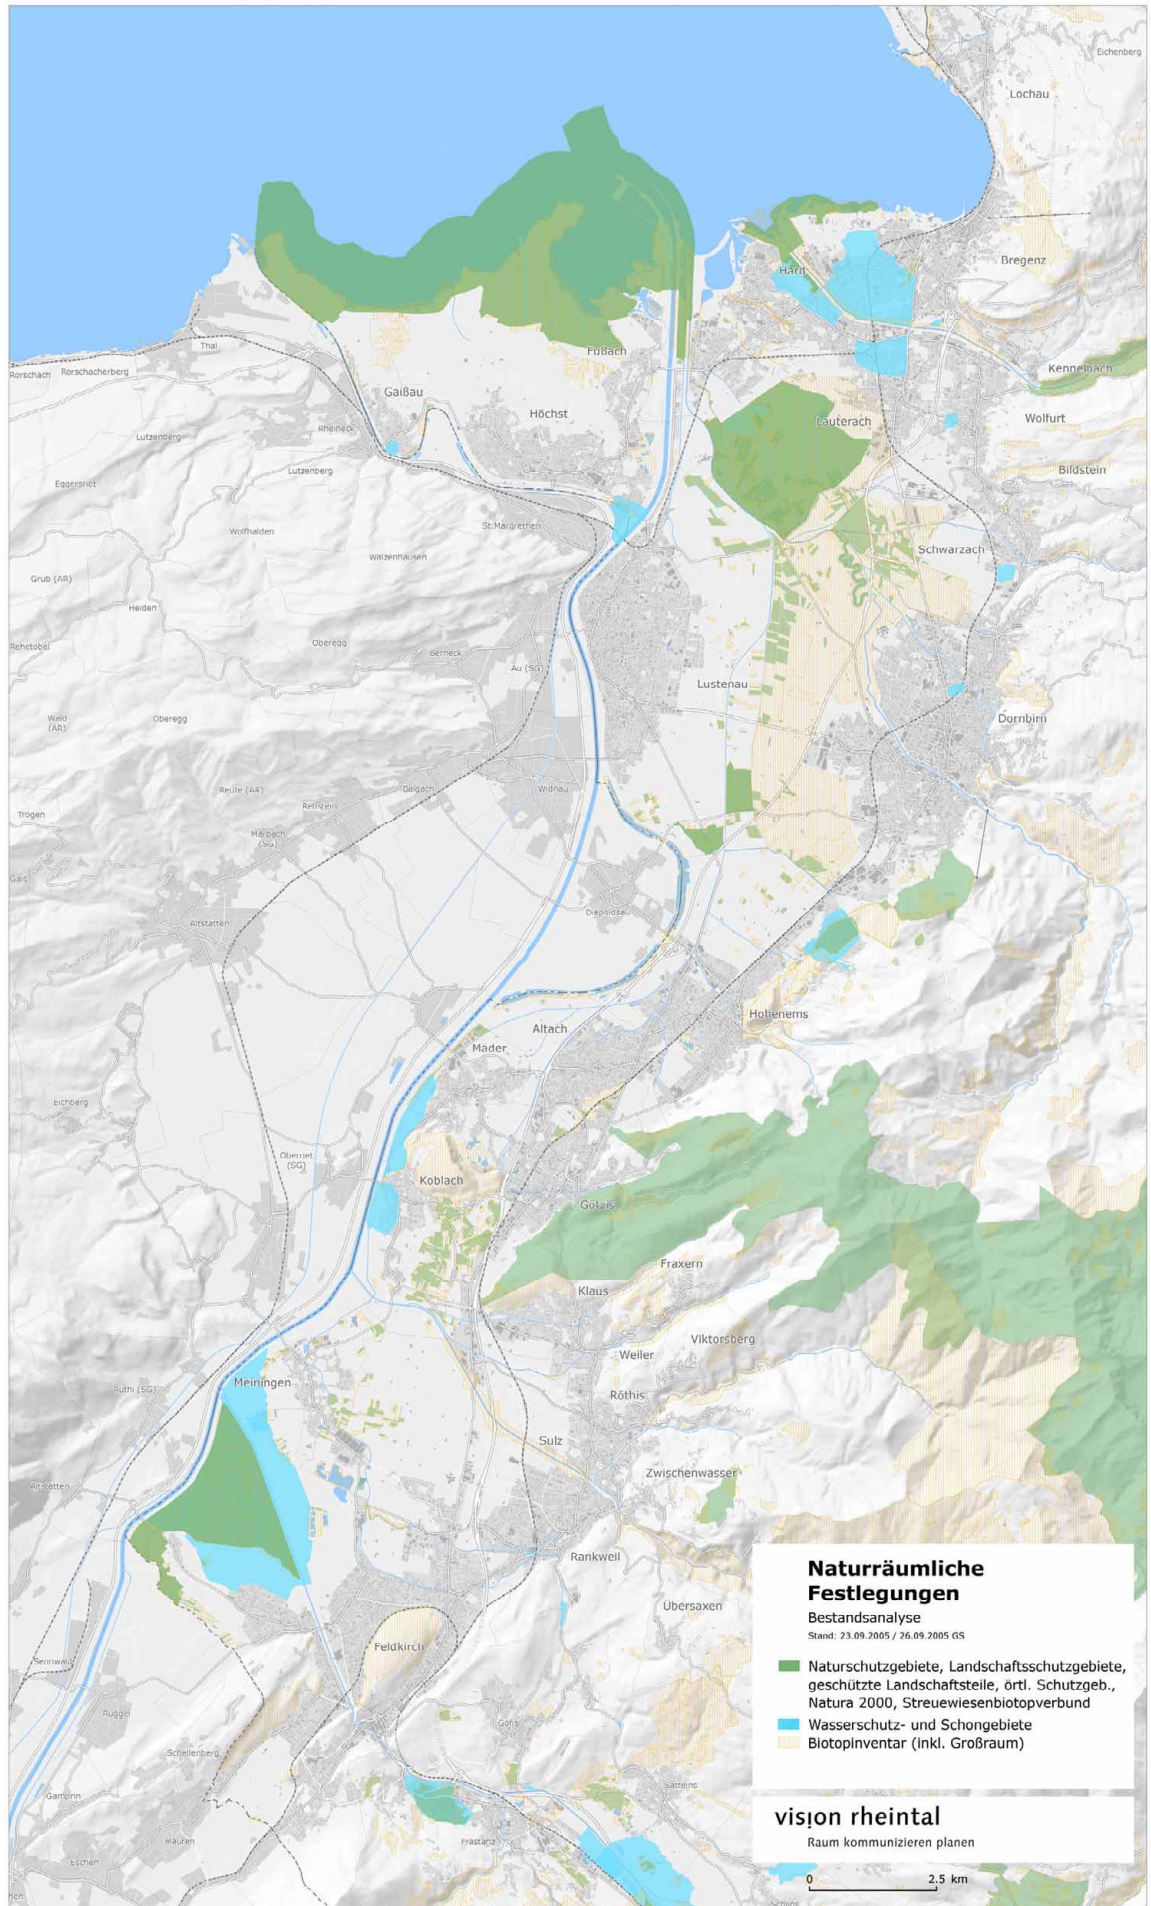 Eichenberg
Lochau
Bregenz
Hard
Thal
Rorschach
Rorschacherberg
Fußach
Kennelbach
Gaißau
Höchst
Lauterach
Wolfurt
Rheineck
Lutzenberg
Lutzenberg
Bildstein
Eggersriet
St.Margrethen
Wolfhalden
Walzenhausen
Schwarzach
Grub (AR)
Heiden
Rehetobel
Oberegg
Berneck
Au (SG)
Lustenau
Wald
(AR)
Oberegg
Dornbirn
Reute (AR)
Balgach
Widnau
Rebstein
Trogen
Marbach
(SG)
Gais
Altstätten
Diepoldsau
Hohenems
Altach
Mäder
Eichberg
Oberriet
(SG)
Koblach
Götzis
Fraxern
Klaus
Viktorsberg
Weiler
Meiningen
Rüthi (SG)
Röthis
Sulz
Zwischenwasser
Altstätten
Rankweil
Übersaxen
Feldkirch
Sennwald
Ruggell
Göfis
Schellenberg
Satteins
Gamprin
Mauren
Frastanz
Eschen
Schlins
Naturräumliche
Festlegungen
Bestandsanalyse
Stand: 23.09.2005 / 26.09.2005 GS
Naturschutzgebiete, Landschaftsschutzgebiete,
geschützte Landschaftsteile, örtl. Schutzgeb.,
Natura 2000, Streuewiesenbiotopverbund
Wasserschutz- und Schongebiete
Biotopinventar (inkl. Großraum)
vision rheintal
Raum kommunizieren planen
0 2.5 km